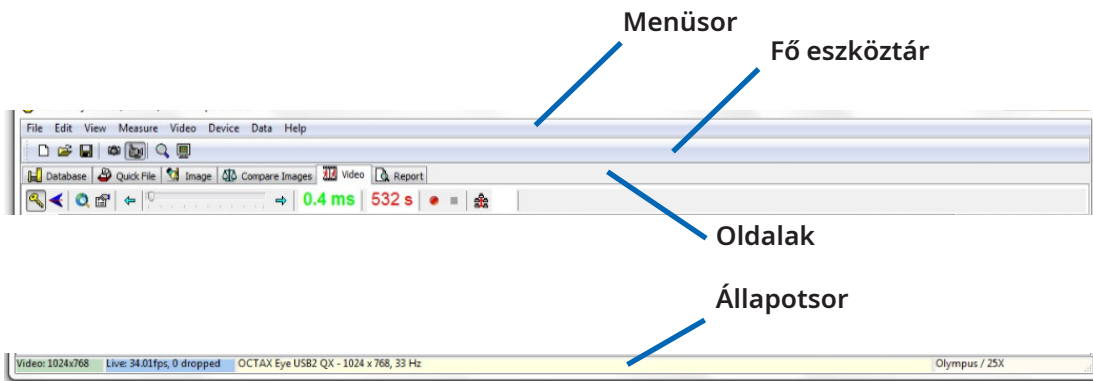 Menüsor
Fő eszköztár
File Edit View Measure Video Device Data Help
Database Quick File Image Compare Images Video Report
0.4 ms 532 s
Oldalak
Állapotsor
Video: 1024x768 Live: 34.01fps, 0 dropped OCTAX Eye USB2 QX - 1024 x 768, 33 Hz Olympus / 25X